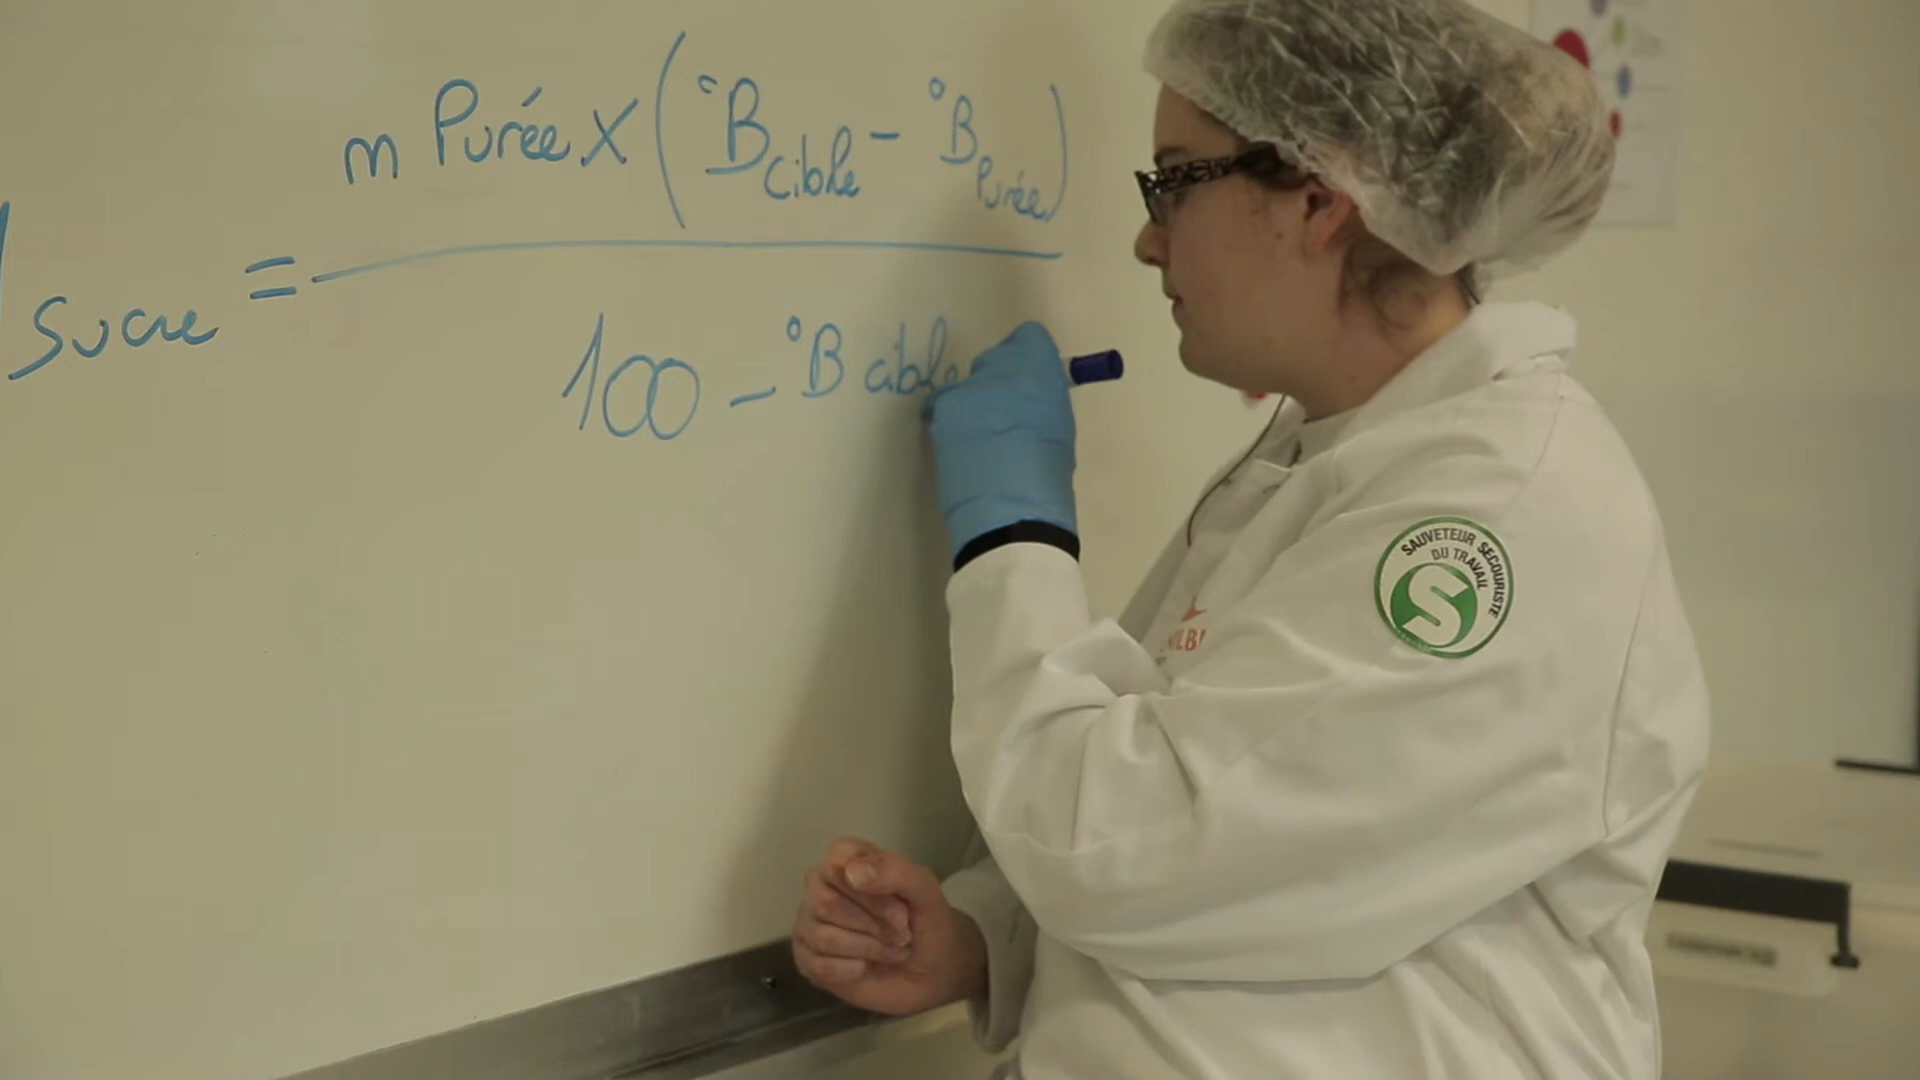 m Purée X (°B cible - °B Purée)
Sucre =
100 - °B cible
SAUVETEUR SECOURISTE
DU TRAVAIL
S